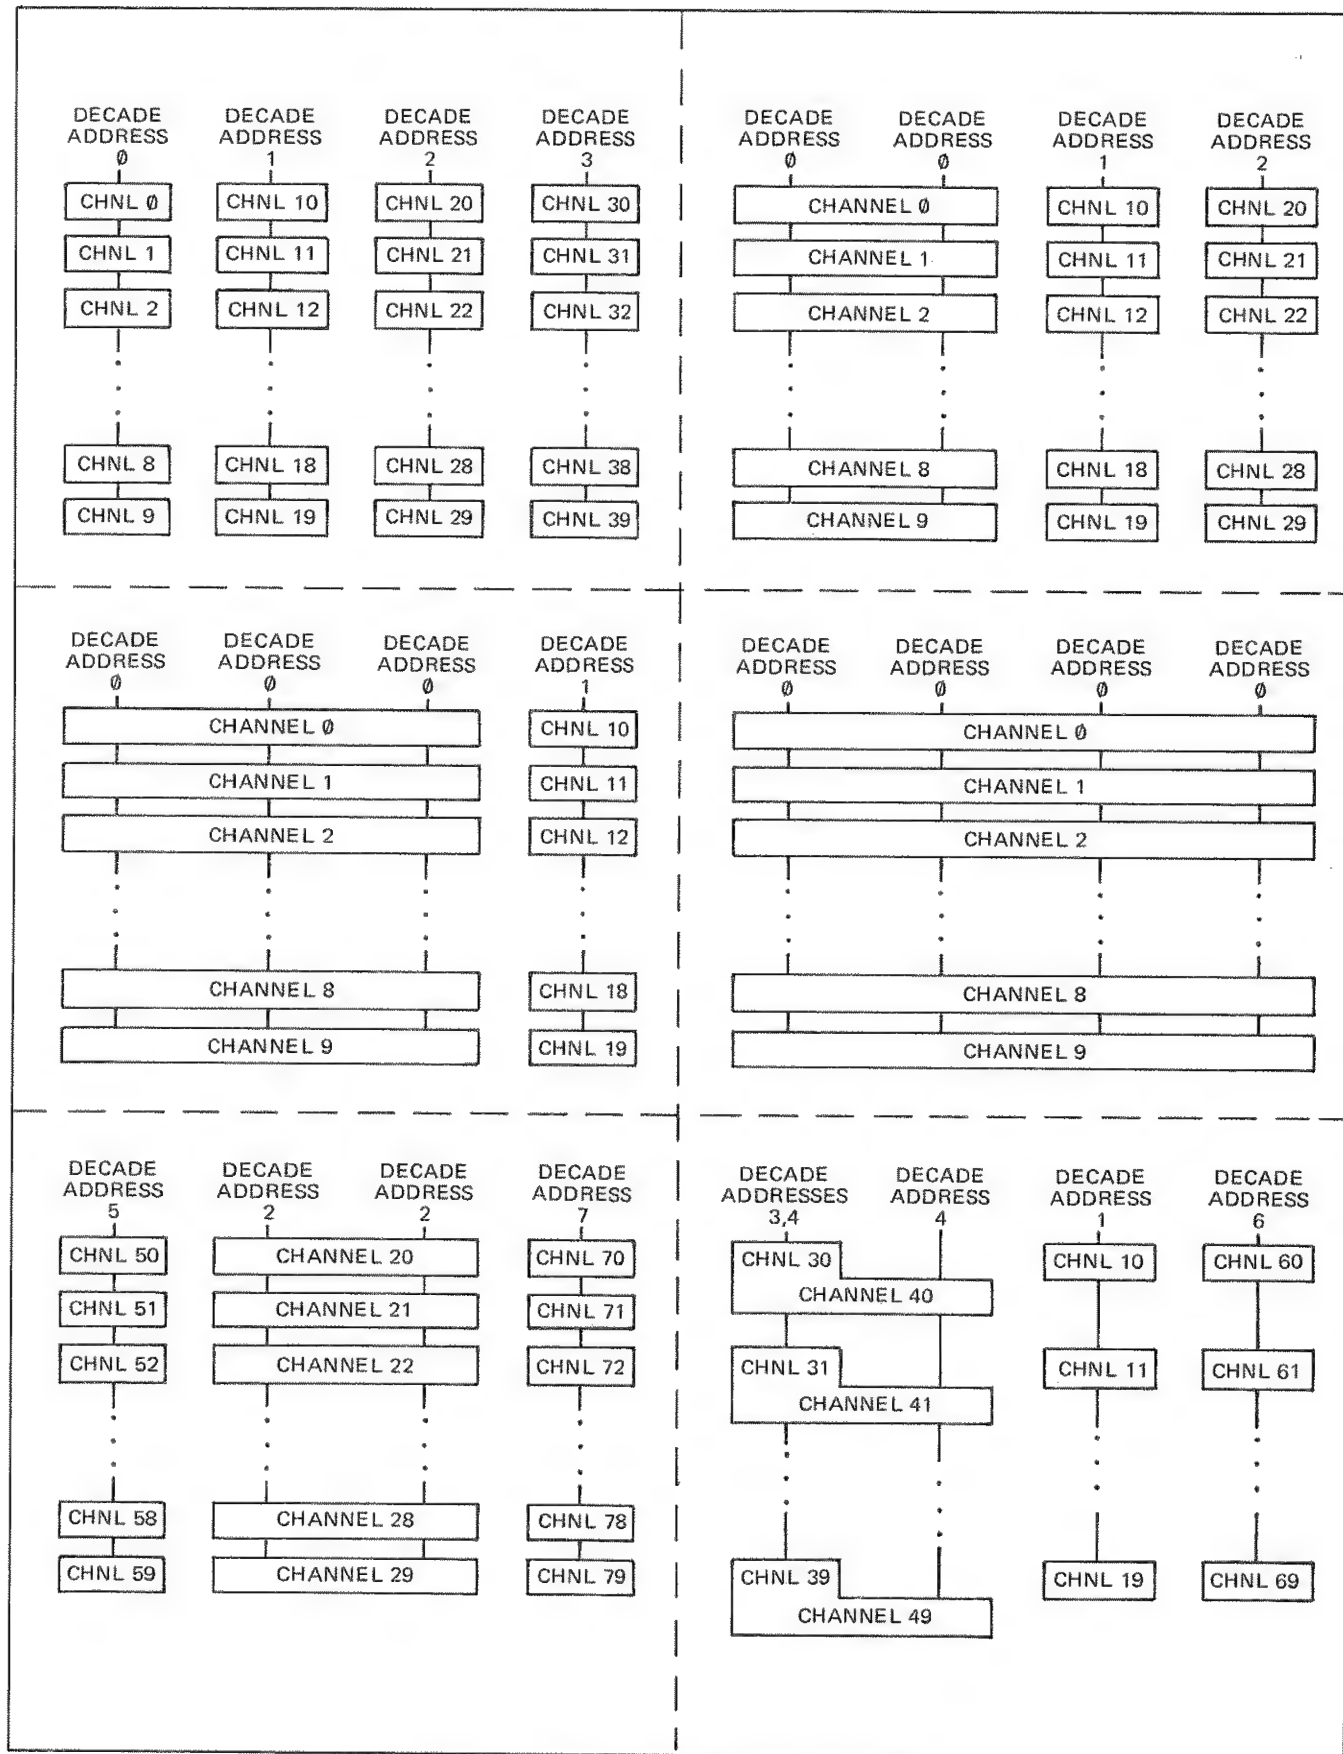 DECADE ADDRESS Ø
DECADE ADDRESS 1
DECADE ADDRESS 2
DECADE ADDRESS 3
CHNL Ø CHNL 10 CHNL 20 CHNL 30
CHNL 1 CHNL 11 CHNL 21 CHNL 31
CHNL 2 CHNL 12 CHNL 22 CHNL 32
CHNL 8 CHNL 18 CHNL 28 CHNL 38
CHNL 9 CHNL 19 CHNL 29 CHNL 39
DECADE ADDRESS Ø
DECADE ADDRESS Ø
DECADE ADDRESS 1
DECADE ADDRESS 2
CHANNEL Ø CHNL 10 CHNL 20
CHANNEL 1 CHNL 11 CHNL 21
CHANNEL 2 CHNL 12 CHNL 22
CHANNEL 8 CHNL 18 CHNL 28
CHANNEL 9 CHNL 19 CHNL 29
DECADE ADDRESS Ø
DECADE ADDRESS Ø
DECADE ADDRESS Ø
DECADE ADDRESS 1
CHANNEL Ø CHNL 10
CHANNEL 1 CHNL 11
CHANNEL 2 CHNL 12
CHANNEL 8 CHNL 18
CHANNEL 9 CHNL 19
DECADE ADDRESS Ø
DECADE ADDRESS Ø
DECADE ADDRESS Ø
DECADE ADDRESS Ø
CHANNEL Ø
CHANNEL 1
CHANNEL 2
CHANNEL 8
CHANNEL 9
DECADE ADDRESS 5
DECADE ADDRESS 2
DECADE ADDRESS 2
DECADE ADDRESS 7
CHNL 50 CHANNEL 20 CHNL 70
CHNL 51 CHANNEL 21 CHNL 71
CHNL 52 CHANNEL 22 CHNL 72
CHNL 58 CHANNEL 28 CHNL 78
CHNL 59 CHANNEL 29 CHNL 79
DECADE ADDRESSES 3,4
DECADE ADDRESS 4
DECADE ADDRESS 1
DECADE ADDRESS 6
CHNL 30 CHNL 10 CHNL 60
CHANNEL 40
CHNL 31 CHNL 11 CHNL 61
CHANNEL 41
CHNL 39 CHNL 19 CHNL 69
CHANNEL 49